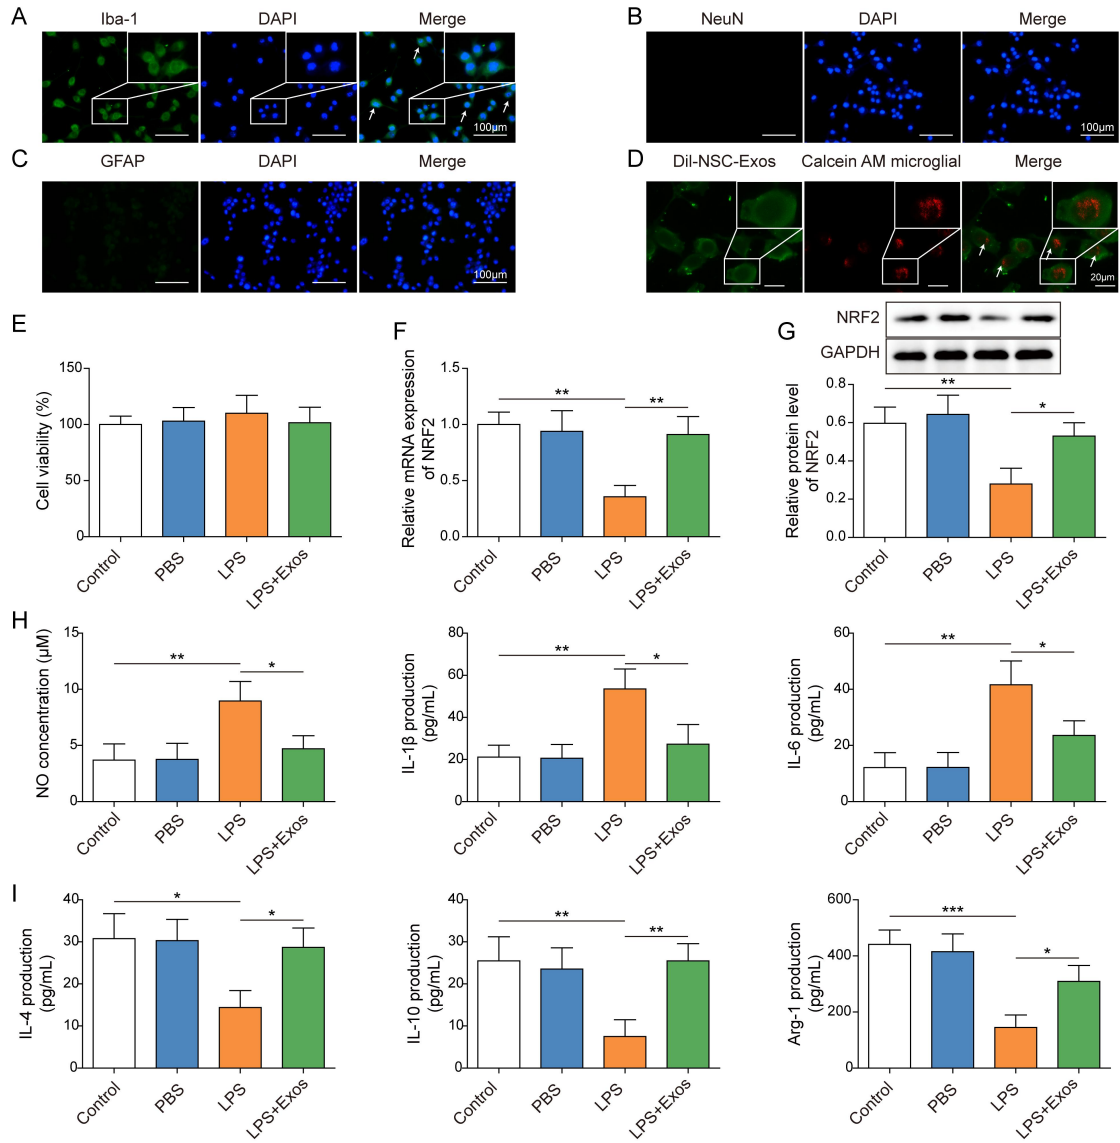 A
Iba-1
DAPI
Merge
100μm
B
NeuN
DAPI
Merge
100μm
C
GFAP
DAPI
Merge
100μm
D
Dil-NSC-Exos
Calcein AM microglial
Merge
20μm
E
Cell viability (%)
150
100
50
0
Control
PBS
LPS
LPS+Exos
F
Relative mRNA expression
of NRF2
1.5
1.0
0.5
0.0
**
**
Control
PBS
LPS
LPS+Exos
G
NRF2
GAPDH
Relative protein level
of NRF2
0.8
0.6
0.4
0.2
0.0
**
*
Control
PBS
LPS
LPS+Exos
H
NO concentration (μM)
15
10
5
0
**
*
Control
PBS
LPS
LPS+Exos
IL-1β production
(pg/mL)
80
60
40
20
0
**
*
Control
PBS
LPS
LPS+Exos
IL-6 production
(pg/mL)
60
40
20
0
**
*
Control
PBS
LPS
LPS+Exos
I
IL-4 production
(pg/mL)
40
30
20
10
0
*
*
Control
PBS
LPS
LPS+Exos
IL-10 production
(pg/mL)
40
30
20
10
0
**
**
Control
PBS
LPS
LPS+Exos
Arg-1 production
(pg/mL)
600
400
200
0
***
*
Control
PBS
LPS
LPS+Exos